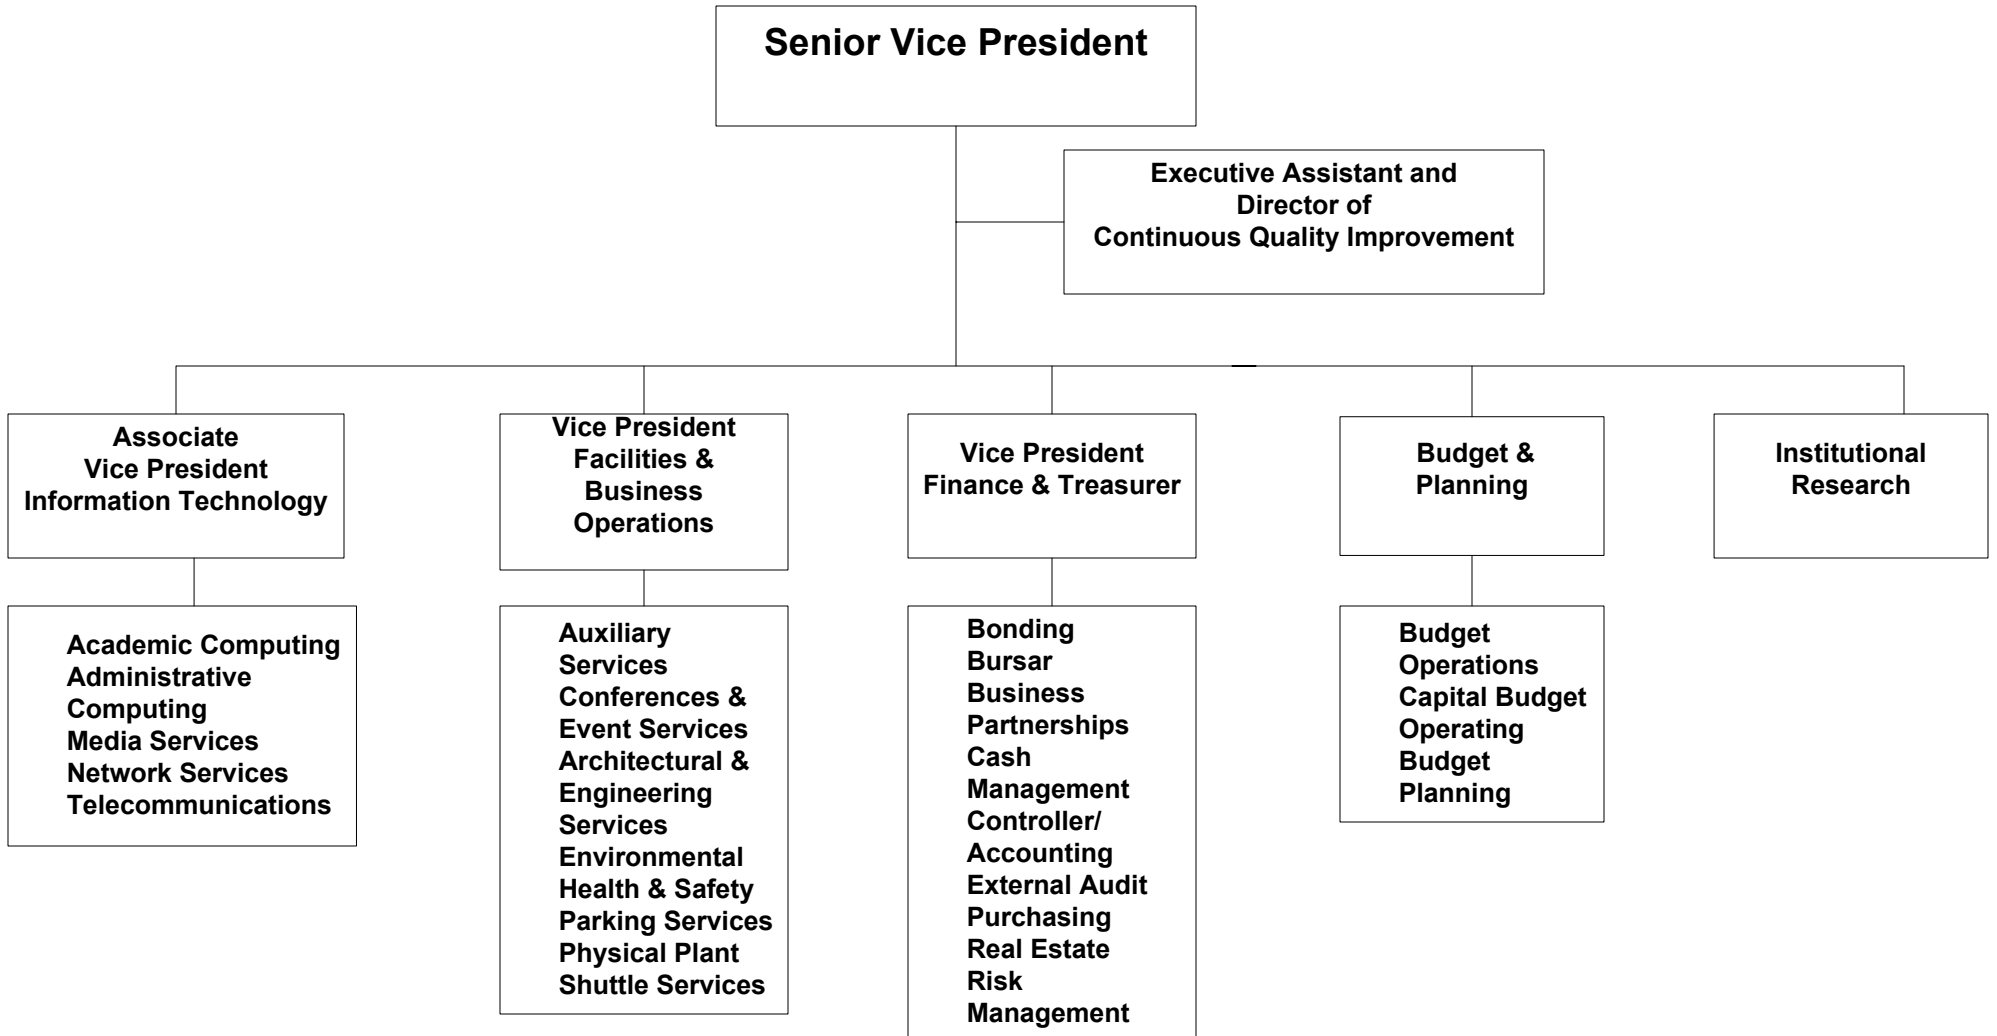 Senior Vice President
Executive Assistant and
Director of
Continuous Quality Improvement
Associate
Vice President
Information Technology
Vice President
Facilities &
Business
Operations
Vice President
Finance & Treasurer
Budget &
Planning
Institutional
Research
Academic Computing
Administrative
Computing
Media Services
Network Services
Telecommunications
Auxiliary
Services
Conferences &
Event Services
Architectural &
Engineering
Services
Environmental
Health & Safety
Parking Services
Physical Plant
Shuttle Services
Bonding
Bursar
Business
Partnerships
Cash
Management
Controller/
Accounting
External Audit
Purchasing
Real Estate
Risk
Management
Budget
Operations
Capital Budget
Operating
Budget
Planning